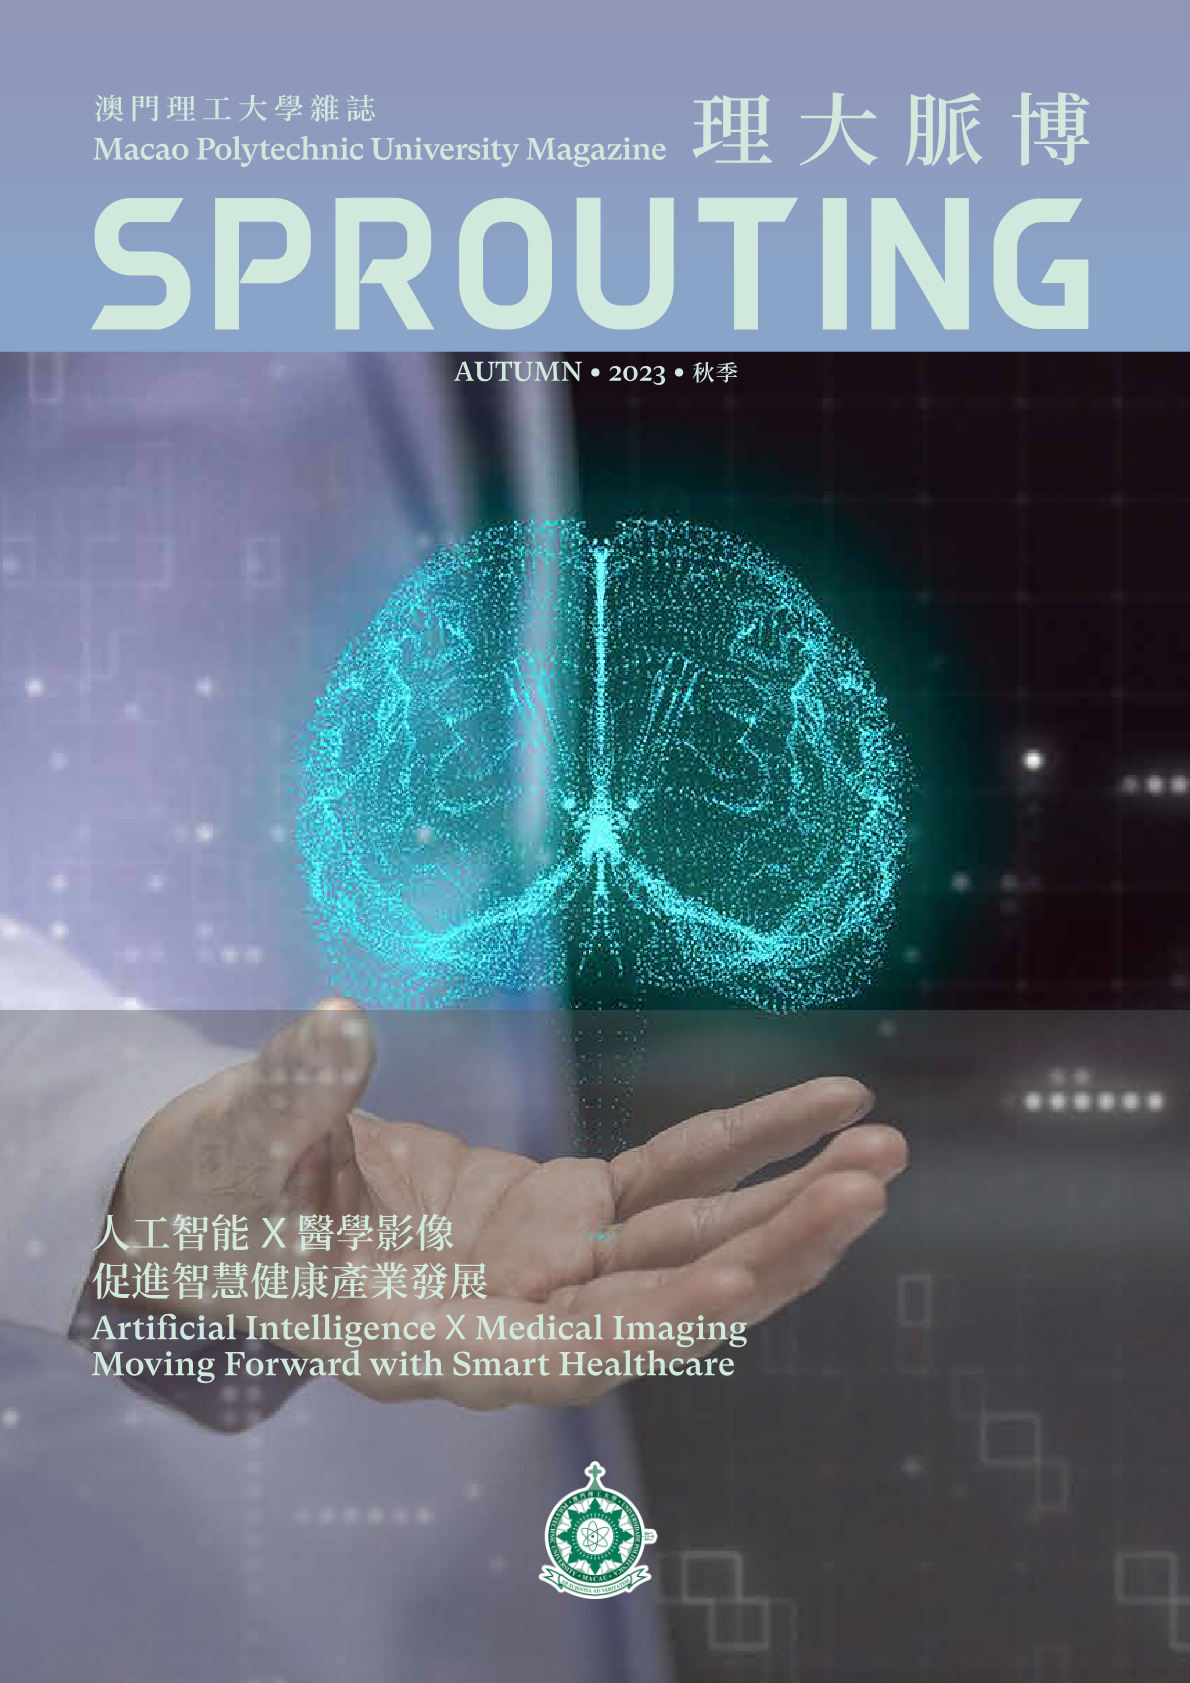 澳門理工大學雜誌
Macao Polytechnic University Magazine
理大脈博
SPROUTING
AUTUMN • 2023 • 秋季
人工智能 X 醫學影像
促進智慧健康產業發展
Artificial Intelligence X Medical Imaging
Moving Forward with Smart Healthcare